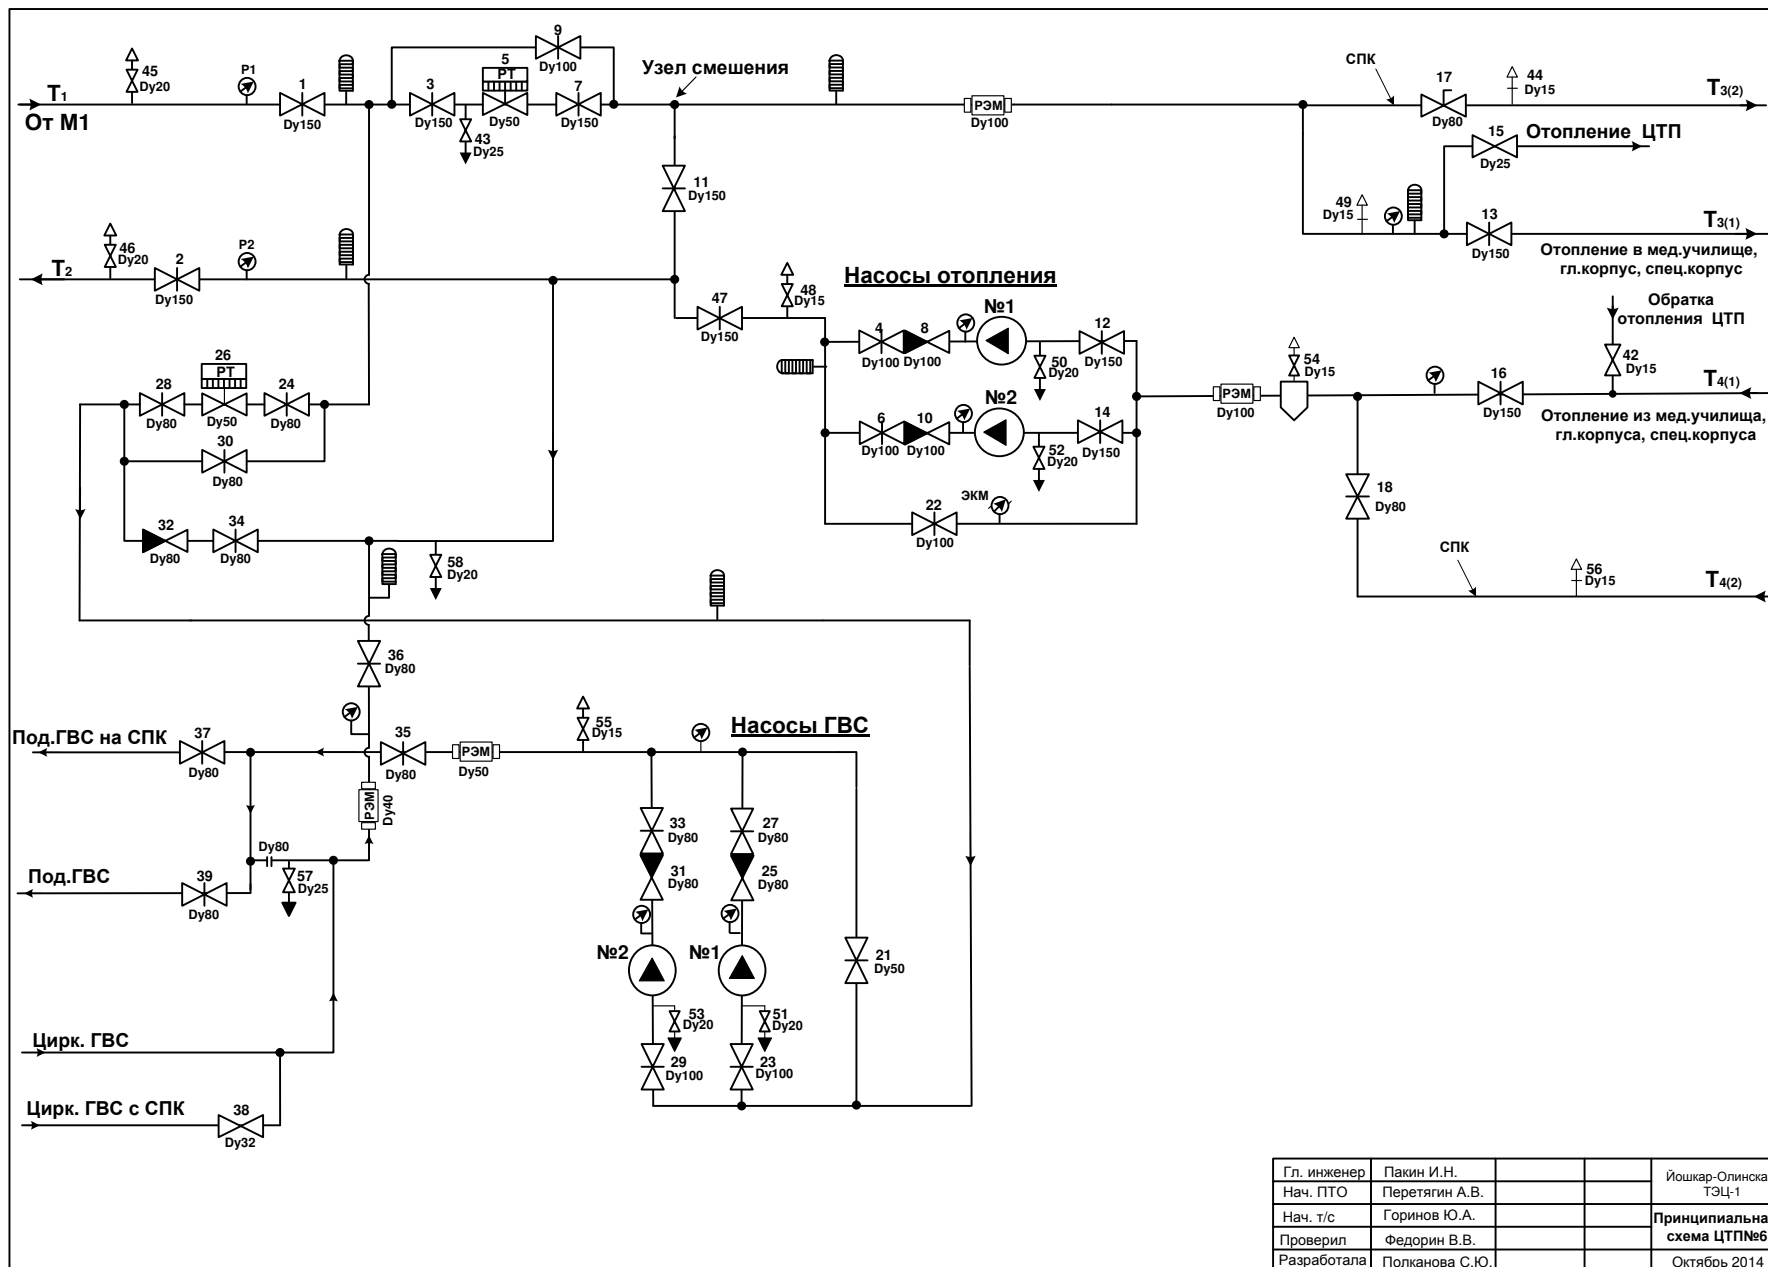 9
Dy100
45
Dy20
P1
1
Dy150
3
Dy150
5
РТ
Dy50
7
Dy150
43
Dy25
Узел смешения
РЭМ
Dy100
СПК
17
Dy80
44
Dy15
Т3(2)
Т1
От М1
15
Dy25
Отопление ЦТП
11
Dy150
49
Dy15
13
Dy150
Т3(1)
Отопление в мед.училище,
гл.корпус, спец.корпус
46
Dy20
Т2
2
Dy150
P2
47
Dy150
48
Dy15
Насосы отопления
№1
4
Dy100
8
Dy100
50
Dy20
12
Dy150
№2
6
Dy100
10
Dy100
52
Dy20
14
Dy150
22
Dy100
ЭКМ
РЭМ
Dy100
54
Dy15
Обратка
отопления ЦТП
42
Dy15
16
Dy150
Т4(1)
Отопление из мед.училища,
гл.корпуса, спец.корпуса
18
Dy80
СПК
56
Dy15
Т4(2)
26
РТ
28
Dy80
Dy50
24
Dy80
30
Dy80
32
Dy80
34
Dy80
58
Dy20
36
Dy80
Под.ГВС на СПК
37
Dy80
35
Dy80
РЭМ
Dy50
55
Dy15
Насосы ГВС
РЭМ
Dy40
Dy80
57
Dy25
Под.ГВС
39
Dy80
33
Dy80
27
Dy80
31
Dy80
25
Dy80
№2
№1
21
Dy50
53
Dy20
51
Dy20
29
Dy100
23
Dy100
Цирк. ГВС
Цирк. ГВС с СПК
38
Dy32
Гл. инженер Пакин И.Н.
Нач. ПТО Перетягин А.В.
Нач. т/с Горинов Ю.А.
Проверил Федорин В.В.
Разработала Полканова С.Ю.
Йошкар-Олинска
ТЭЦ-1
Принципиальна
схема ЦТП№6
Октябрь 2014